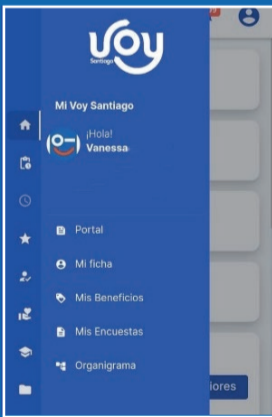 Voy
Santiago
Mi Voy Santiago
¡Hola!
Vanessa
Portal
Mi ficha
Mis Beneficios
Mis Encuestas
Organigrama
iores